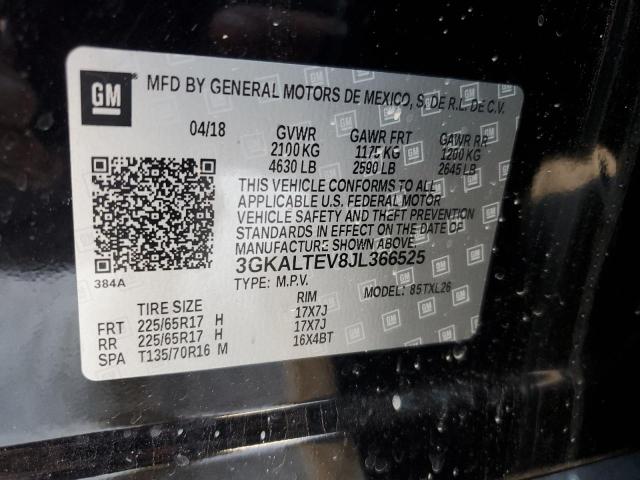 GM MFD BY GENERAL MOTORS DE MEXICO, S. DE R.L. DE C.V.
04/18 GVWR GAWR FRT GAWR RR
2100 KG 1175 KG 1200 KG
4630 LB 2590 LB 2645 LB
THIS VEHICLE CONFORMS TO ALL
APPLICABLE U.S. FEDERAL MOTOR
VEHICLE SAFETY AND THEFT PREVENTION
STANDARDS IN EFFECT ON THE DATE
OF MANUFACTURE SHOWN ABOVE.
3GKALTEV8JL366525
384A TYPE: M.P.V. MODEL: 85TXL26
TIRE SIZE RIM
FRT 225/65R17 H 17X7J
RR 225/65R17 H 17X7J
SPA T135/70R16 M 16X4BT